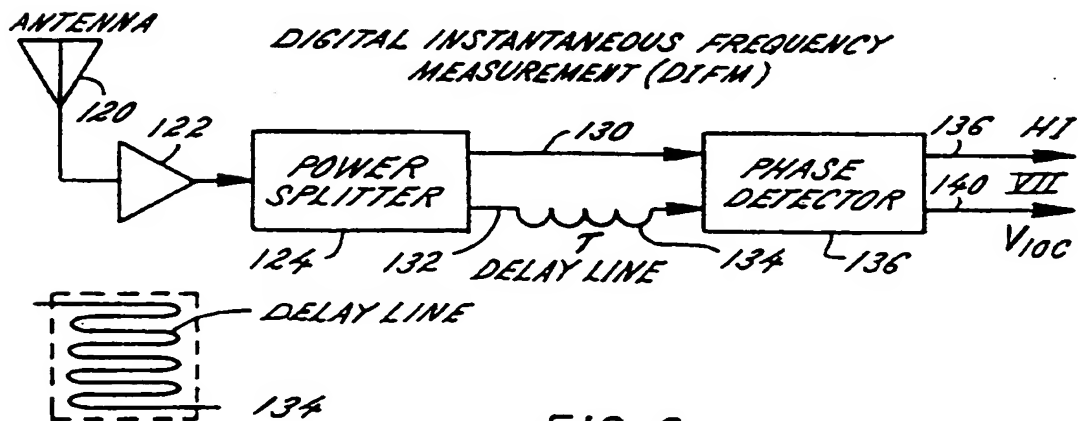 ANTENNA
DIGITAL INSTANTANEOUS FREQUENCY
MEASUREMENT (DIFM)
120
122
130
136 HI
POWER
SPLITTER
PHASE
DETECTOR
140 VII
V10C
124
132
T
DELAY LINE
134
136
DELAY LINE
134